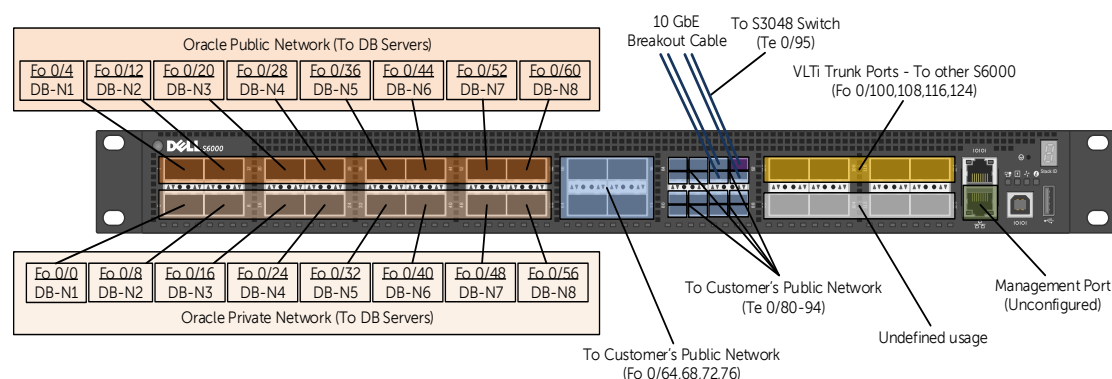 10 GbE
Breakout Cable
To S3048 Switch
(Te 0/95)
Oracle Public Network (To DB Servers)
Fo 0/4 Fo 0/12 Fo 0/20 Fo 0/28 Fo 0/36 Fo 0/44 Fo 0/52 Fo 0/60
DB-N1 DB-N2 DB-N3 DB-N4 DB-N5 DB-N6 DB-N7 DB-N8
VLTi Trunk Ports - To other S6000
(Fo 0/100,108,116,124)
DELL S6000
Stack ID
Fo 0/0 Fo 0/8 Fo 0/16 Fo 0/24 Fo 0/32 Fo 0/40 Fo 0/48 Fo 0/56
DB-N1 DB-N2 DB-N3 DB-N4 DB-N5 DB-N6 DB-N7 DB-N8
Oracle Private Network (To DB Servers)
To Customer's Public Network
(Te 0/80-94)
Management Port
(Unconfigured)
Undefined usage
To Customer's Public Network
(Fo 0/64,68,72,76)